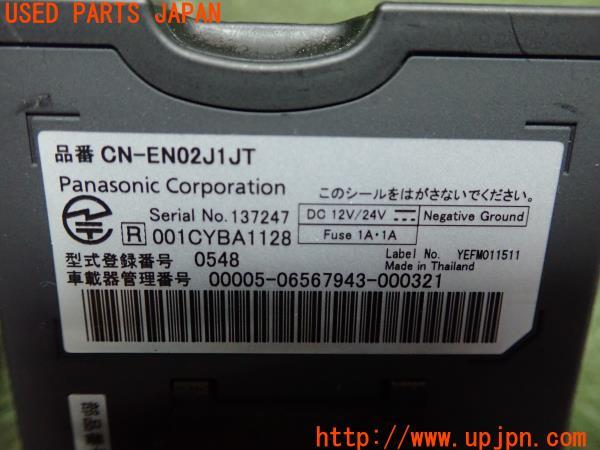 USED PARTS JAPAN
品番 CN-EN02J1JT
Panasonic Corporation
このシールをはがさないでください。
Serial No. 137247
DC 12V/24V Negative Ground
R 001CYBA1128
Fuse 1A・1A
型式登録番号 0548
Label No. YEFM011511
Made in Thailand
車載器管理番号 00005-06567943-000321
部品番
http://www.upjpn.com